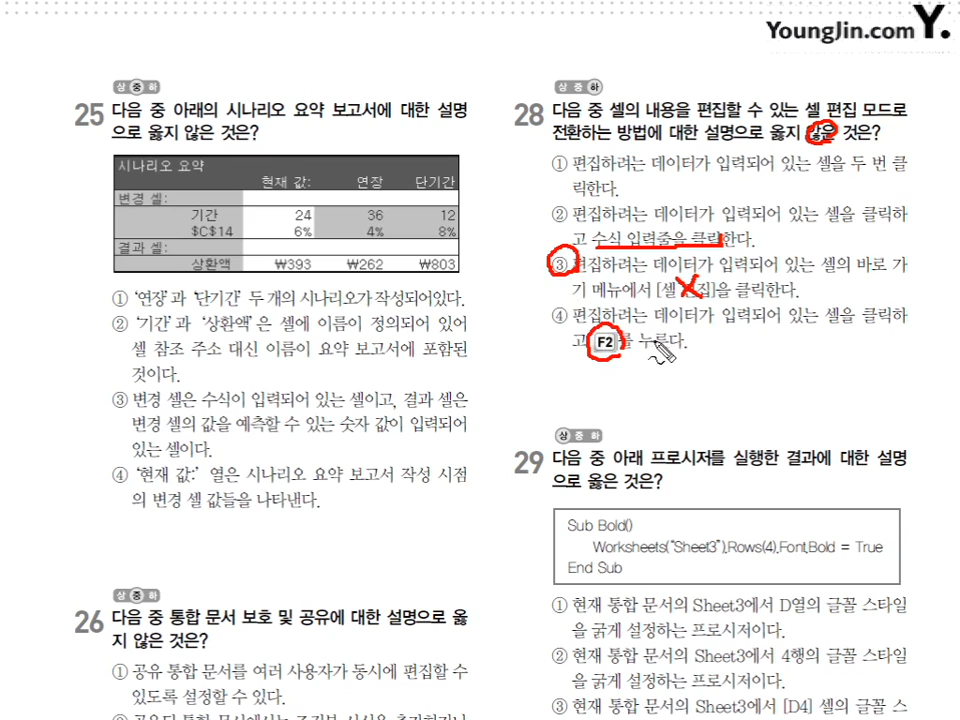 YoungJin.com Y.
상 중 하
25 다음 중 아래의 시나리오 요약 보고서에 대한 설명
으로 옳지 않은 것은?
시나리오 요약
현재 값: 연장 단기간
변경 셀:
기간 24 36 12
$C$14 6% 4% 8%
결과 셀:
상환액 ₩393 ₩262 ₩803
① '연장'과 '단기간' 두 개의 시나리오가 작성되어있다.
② '기간'과 '상환액'은 셀에 이름이 정의되어 있어
셀 참조 주소 대신 이름이 요약 보고서에 포함된
것이다.
③ 변경 셀은 수식이 입력되어 있는 셀이고, 결과 셀은
변경 셀의 값을 예측할 수 있는 숫자 값이 입력되어
있는 셀이다.
④ '현재 값:' 열은 시나리오 요약 보고서 작성 시점
의 변경 셀 값들을 나타낸다.
상 중 하
26 다음 중 통합 문서 보호 및 공유에 대한 설명으로 옳
지 않은 것은?
① 공유 통합 문서를 여러 사용자가 동시에 편집할 수
있도록 설정할 수 있다.
상 중 하
28 다음 중 셀의 내용을 편집할 수 있는 셀 편집 모드로
전환하는 방법에 대한 설명으로 옳지 않은 것은?
① 편집하려는 데이터가 입력되어 있는 셀을 두 번 클
릭한다.
② 편집하려는 데이터가 입력되어 있는 셀을 클릭하
고 수식 입력줄을 클릭한다.
③ 편집하려는 데이터가 입력되어 있는 셀의 바로 가
기 메뉴에서 [셀 편집]을 클릭한다.
④ 편집하려는 데이터가 입력되어 있는 셀을 클릭하
고 F2 를 누른다.
상 중 하
29 다음 중 아래 프로시저를 실행한 결과에 대한 설명
으로 옳은 것은?
Sub Bold()
Worksheets("Sheet3").Rows(4).Font.Bold = True
End Sub
① 현재 통합 문서의 Sheet3에서 D열의 글꼴 스타일
을 굵게 설정하는 프로시저이다.
② 현재 통합 문서의 Sheet3에서 4행의 글꼴 스타일
을 굵게 설정하는 프로시저이다.
③ 현재 통합 문서의 Sheet3에서 [D4] 셀의 글꼴 스